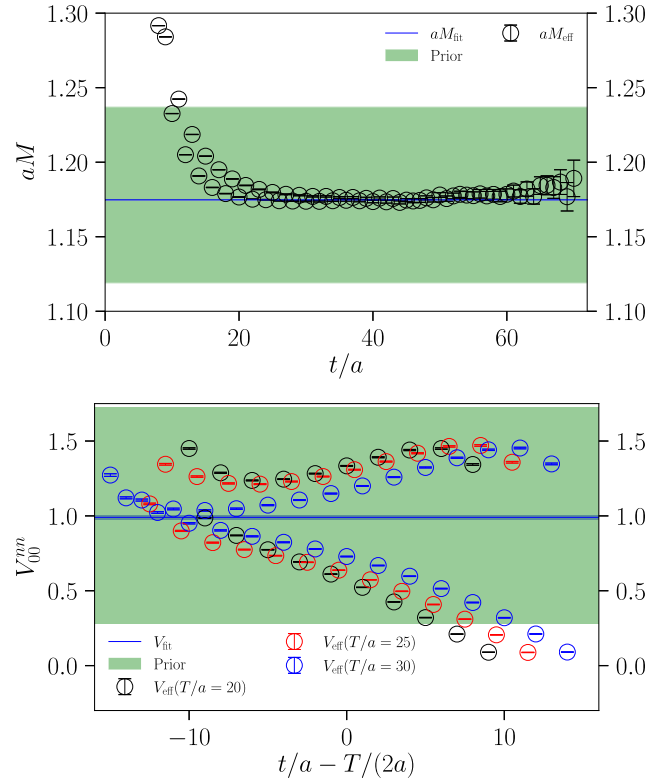 1.30 1.30
aM_fit aM_eff
Prior
1.25 1.25
aM
1.20 1.20
1.15 1.15
1.10 1.10
0 20 40 60
t/a
1.5 1.5
1.0 1.0
V_{00}^{nn}
0.5 0.5
V_fit V_eff(T/a = 25)
Prior V_eff(T/a = 30)
V_eff(T/a = 20)
0.0 0.0
−10 0 10
t/a − T/(2a)